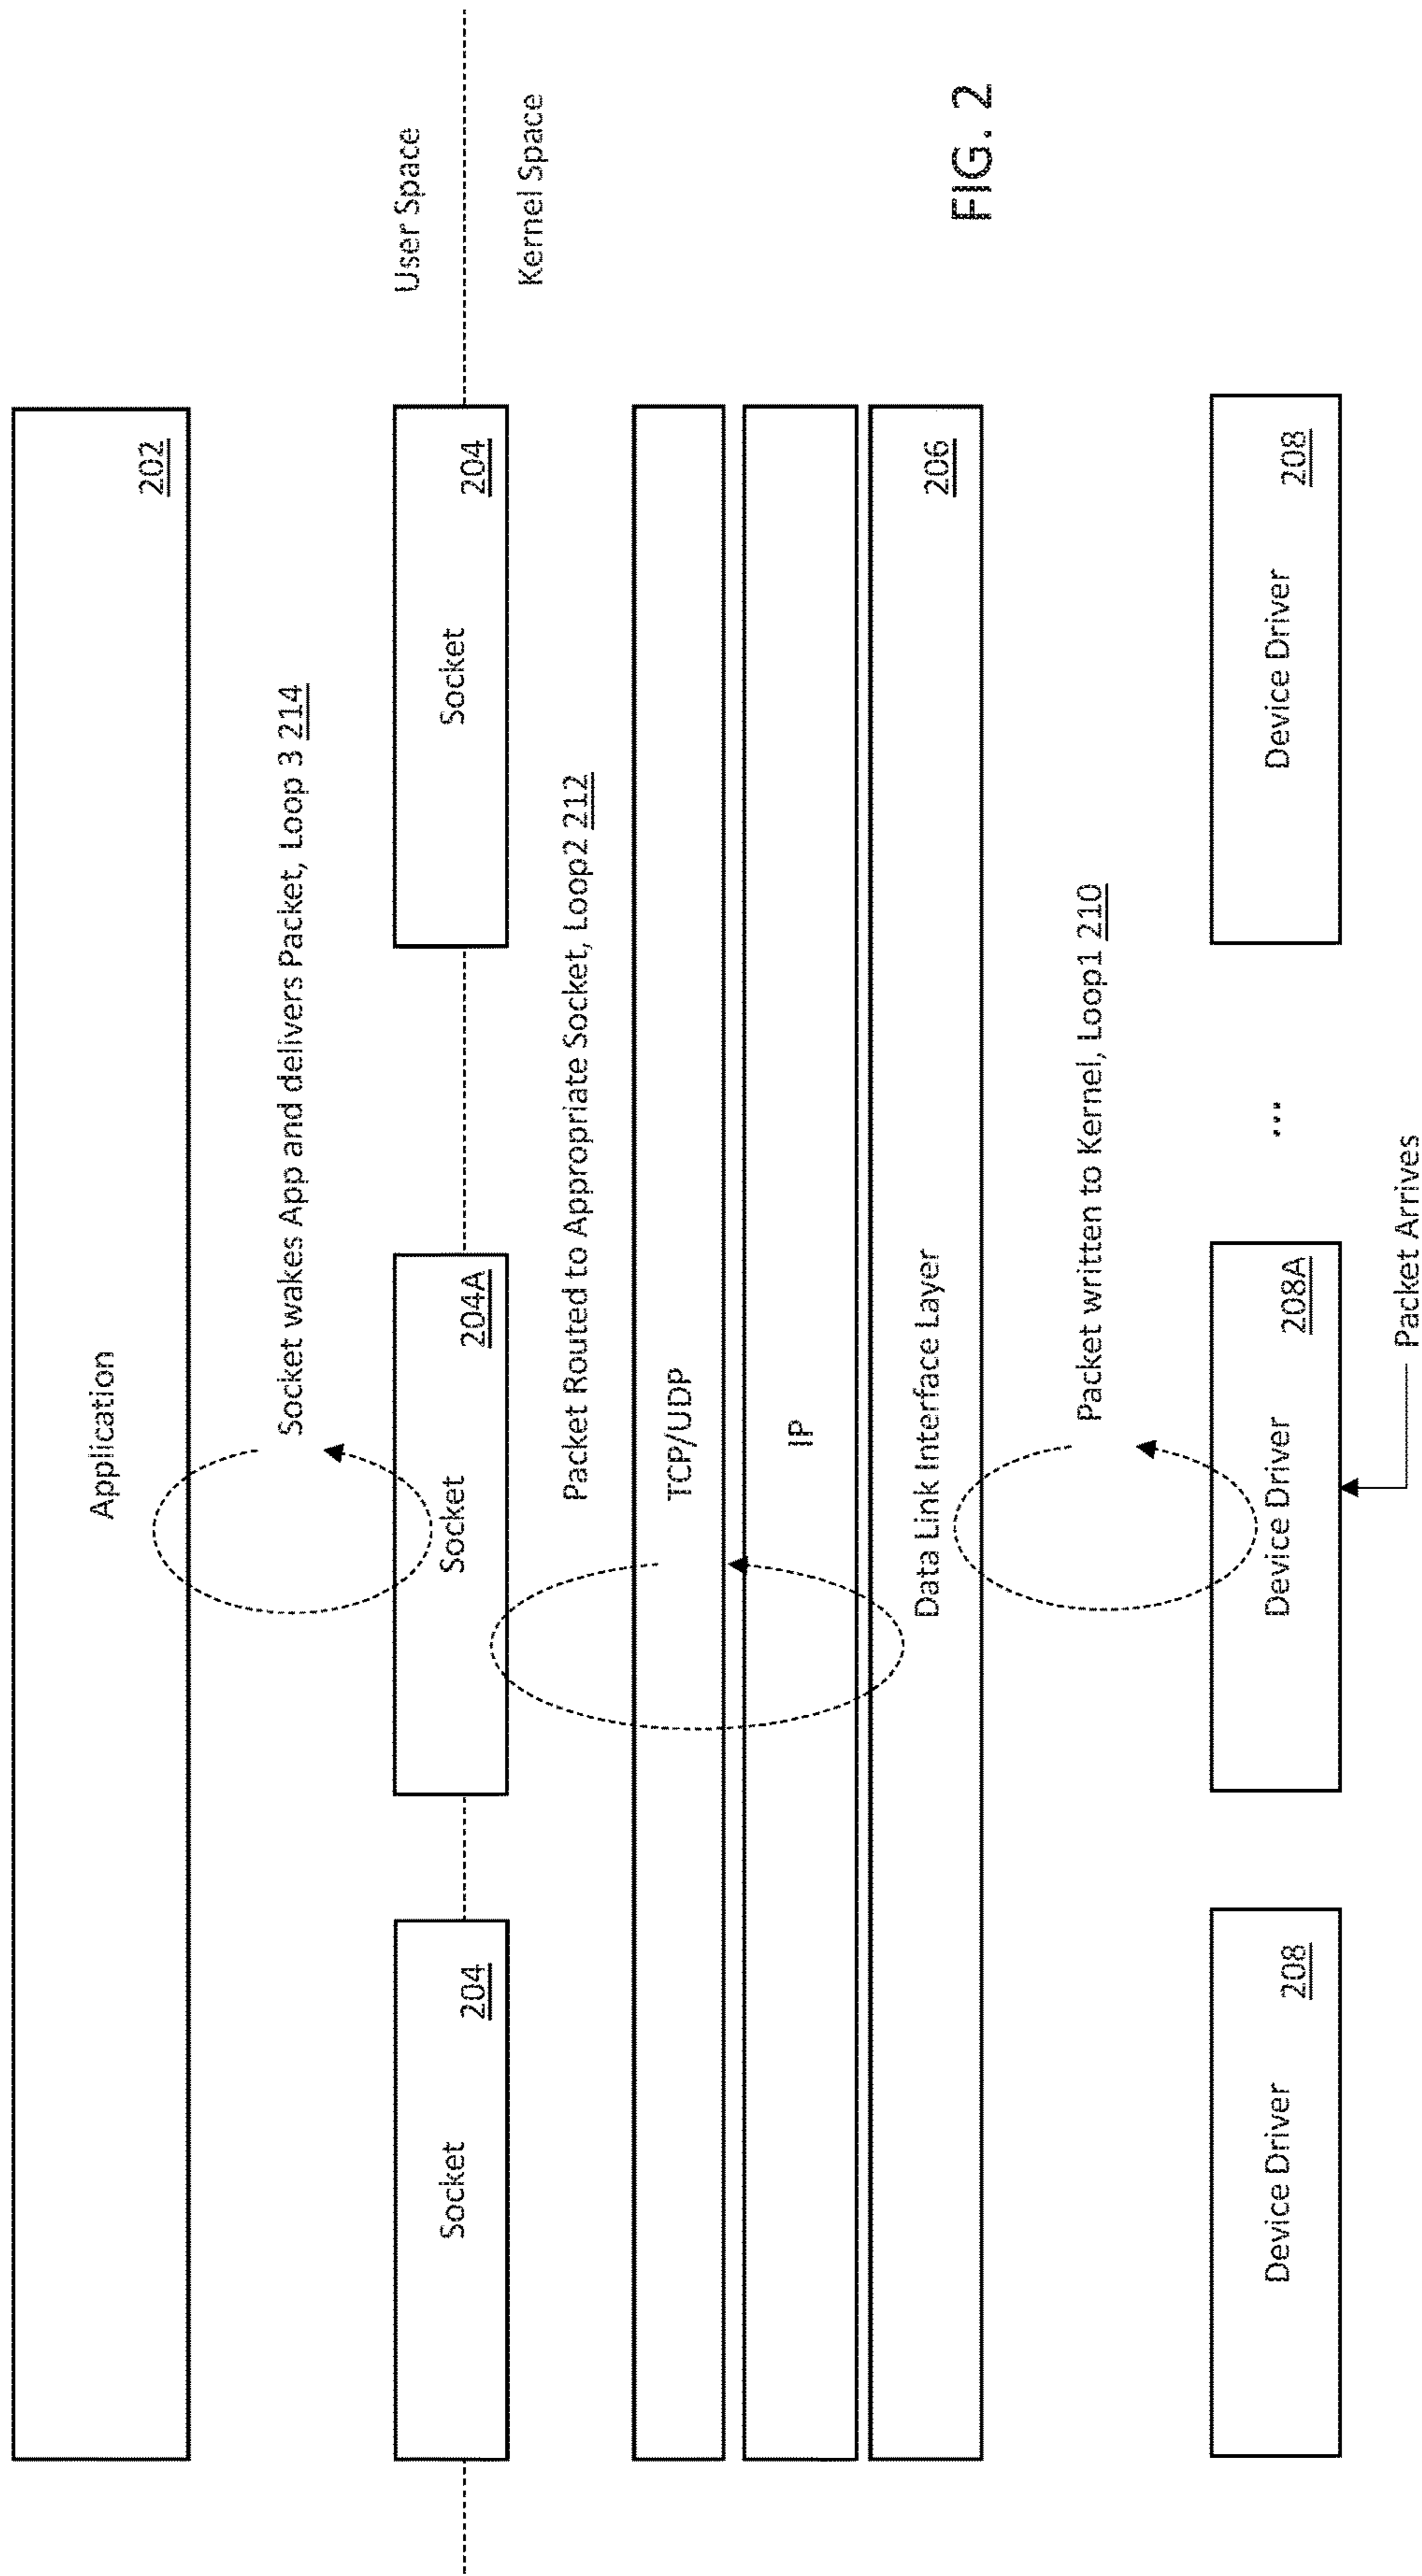 Application
202
Socket wakes App and delivers Packet, Loop 3 214
User Space
Socket
204
Socket
204A
Socket
204
Kernel Space
Packet Routed to Appropriate Socket, Loop2 212
TCP/UDP
IP
Data Link Interface Layer
206
Packet written to Kernel, Loop1 210
Device Driver
208
Device Driver
208A
...
Device Driver
208
Packet Arrives
FIG. 2